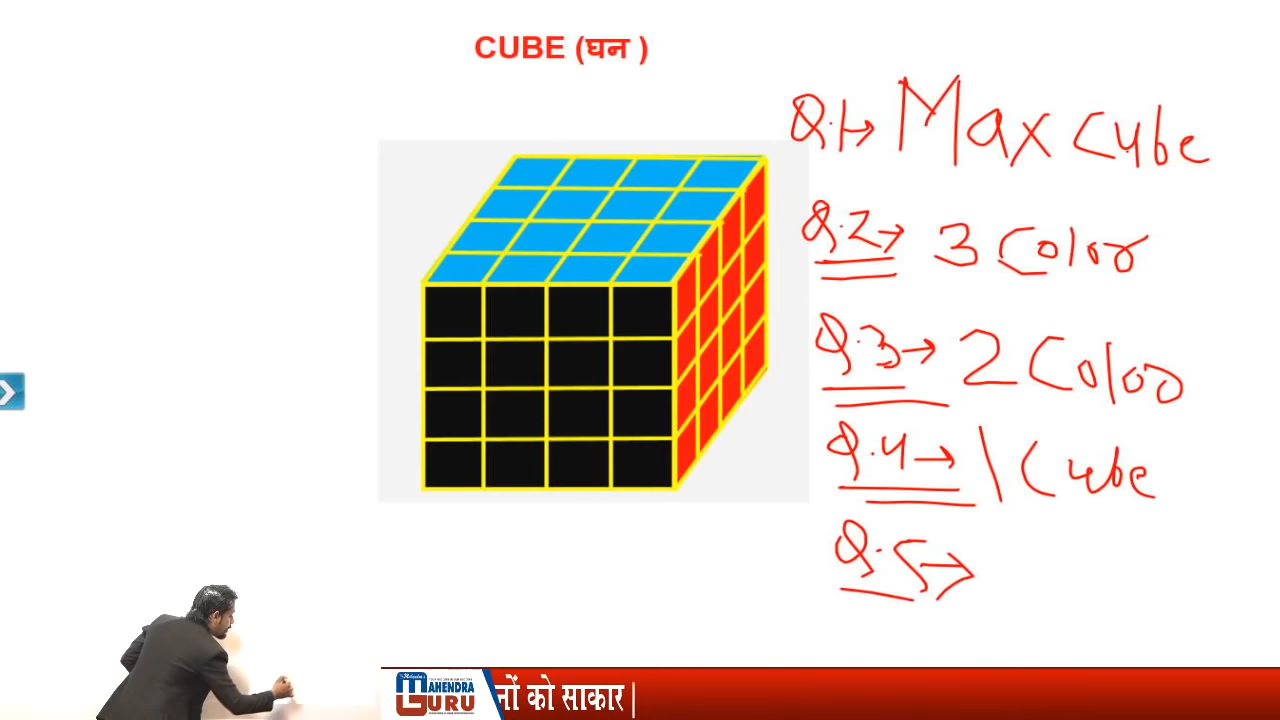 CUBE (घन )
Q.1→ Max Cube
Q.2→ 3 Color
Q.3→ 2 Color
Q.4→ 1 Cube
Q.5→
MAHENDRA
GURU
नों को साकार |